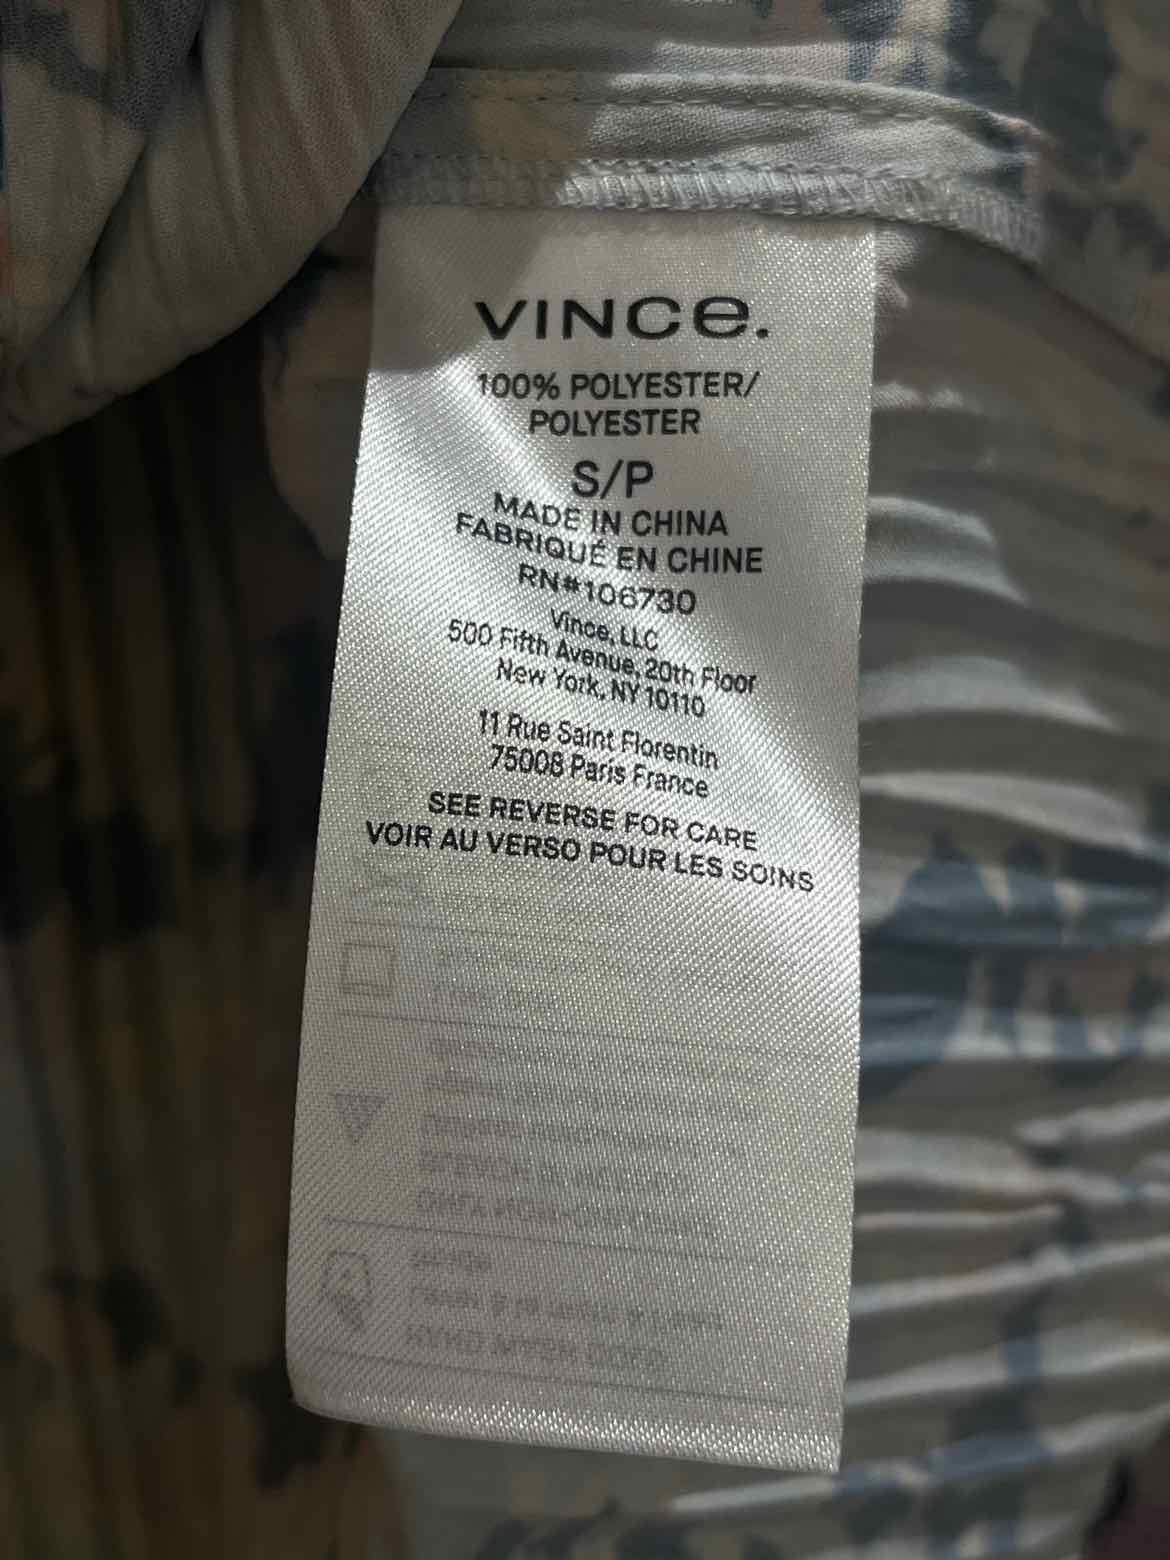 VINCe.
100% POLYESTER/
POLYESTER
S/P
MADE IN CHINA
FABRIQUÉ EN CHINE
RN#106730
Vince, LLC
500 Fifth Avenue, 20th Floor
New York, NY 10110
11 Rue Saint Florentin
75008 Paris France
SEE REVERSE FOR CARE
VOIR AU VERSO POUR LES SOINS